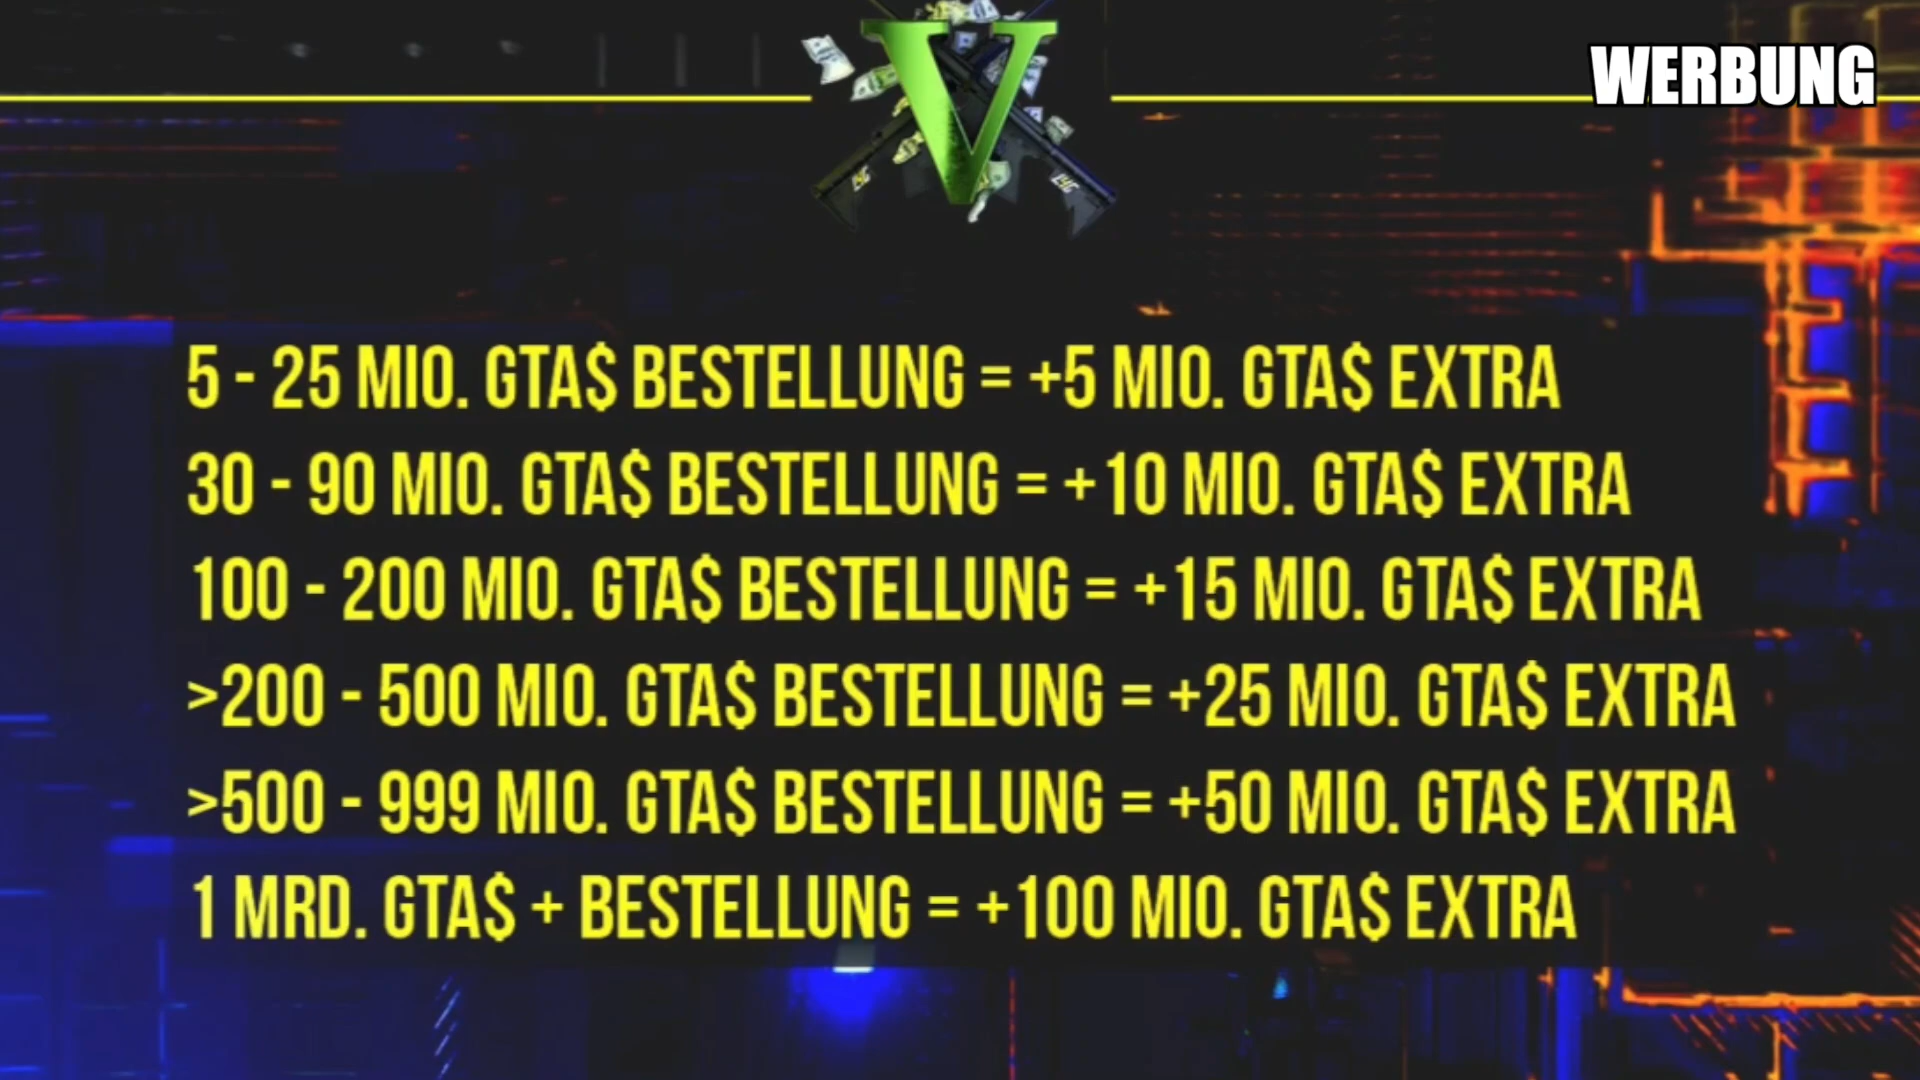 V
WERBUNG
5 - 25 MIO. GTA$ BESTELLUNG = +5 MIO. GTA$ EXTRA
30 - 90 MIO. GTA$ BESTELLUNG = +10 MIO. GTA$ EXTRA
100 - 200 MIO. GTA$ BESTELLUNG = +15 MIO. GTA$ EXTRA
>200 - 500 MIO. GTA$ BESTELLUNG = +25 MIO. GTA$ EXTRA
>500 - 999 MIO. GTA$ BESTELLUNG = +50 MIO. GTA$ EXTRA
1 MRD. GTA$ + BESTELLUNG = +100 MIO. GTA$ EXTRA